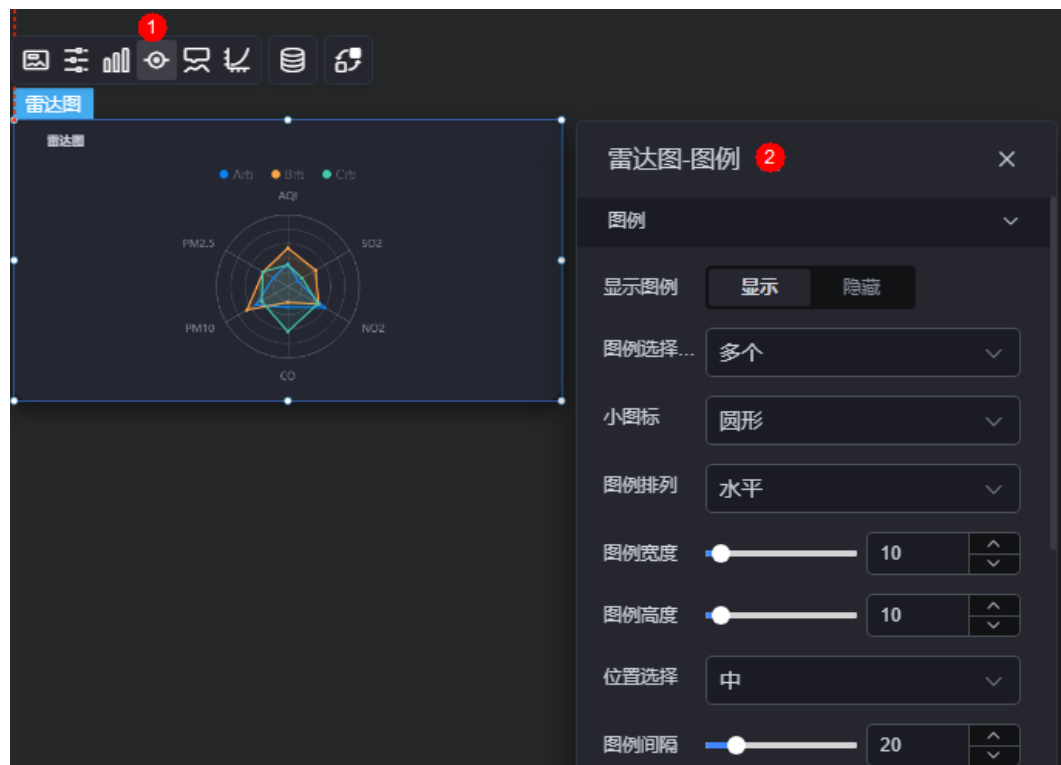 1
雷达图
雷达图
A市 B市 C市
AQI
PM2.5
SO2
PM10
NO2
CO
雷达图-图例 2
图例
显示图例 显示 隐藏
图例选择... 多个
小图标 圆形
图例排列 水平
图例宽度 10
图例高度 10
位置选择 中
图例间隔 20